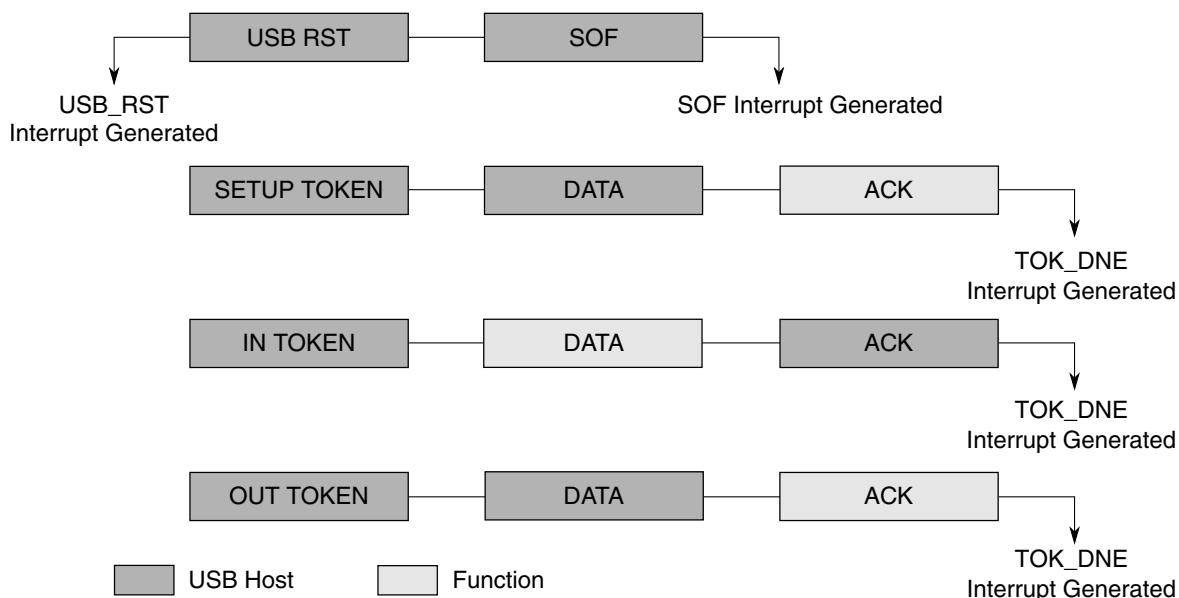 USB RST
SOF
USB_RST
Interrupt Generated
SOF Interrupt Generated
SETUP TOKEN
DATA
ACK
TOK_DNE
Interrupt Generated
IN TOKEN
DATA
ACK
TOK_DNE
Interrupt Generated
OUT TOKEN
DATA
ACK
TOK_DNE
Interrupt Generated
USB Host
Function